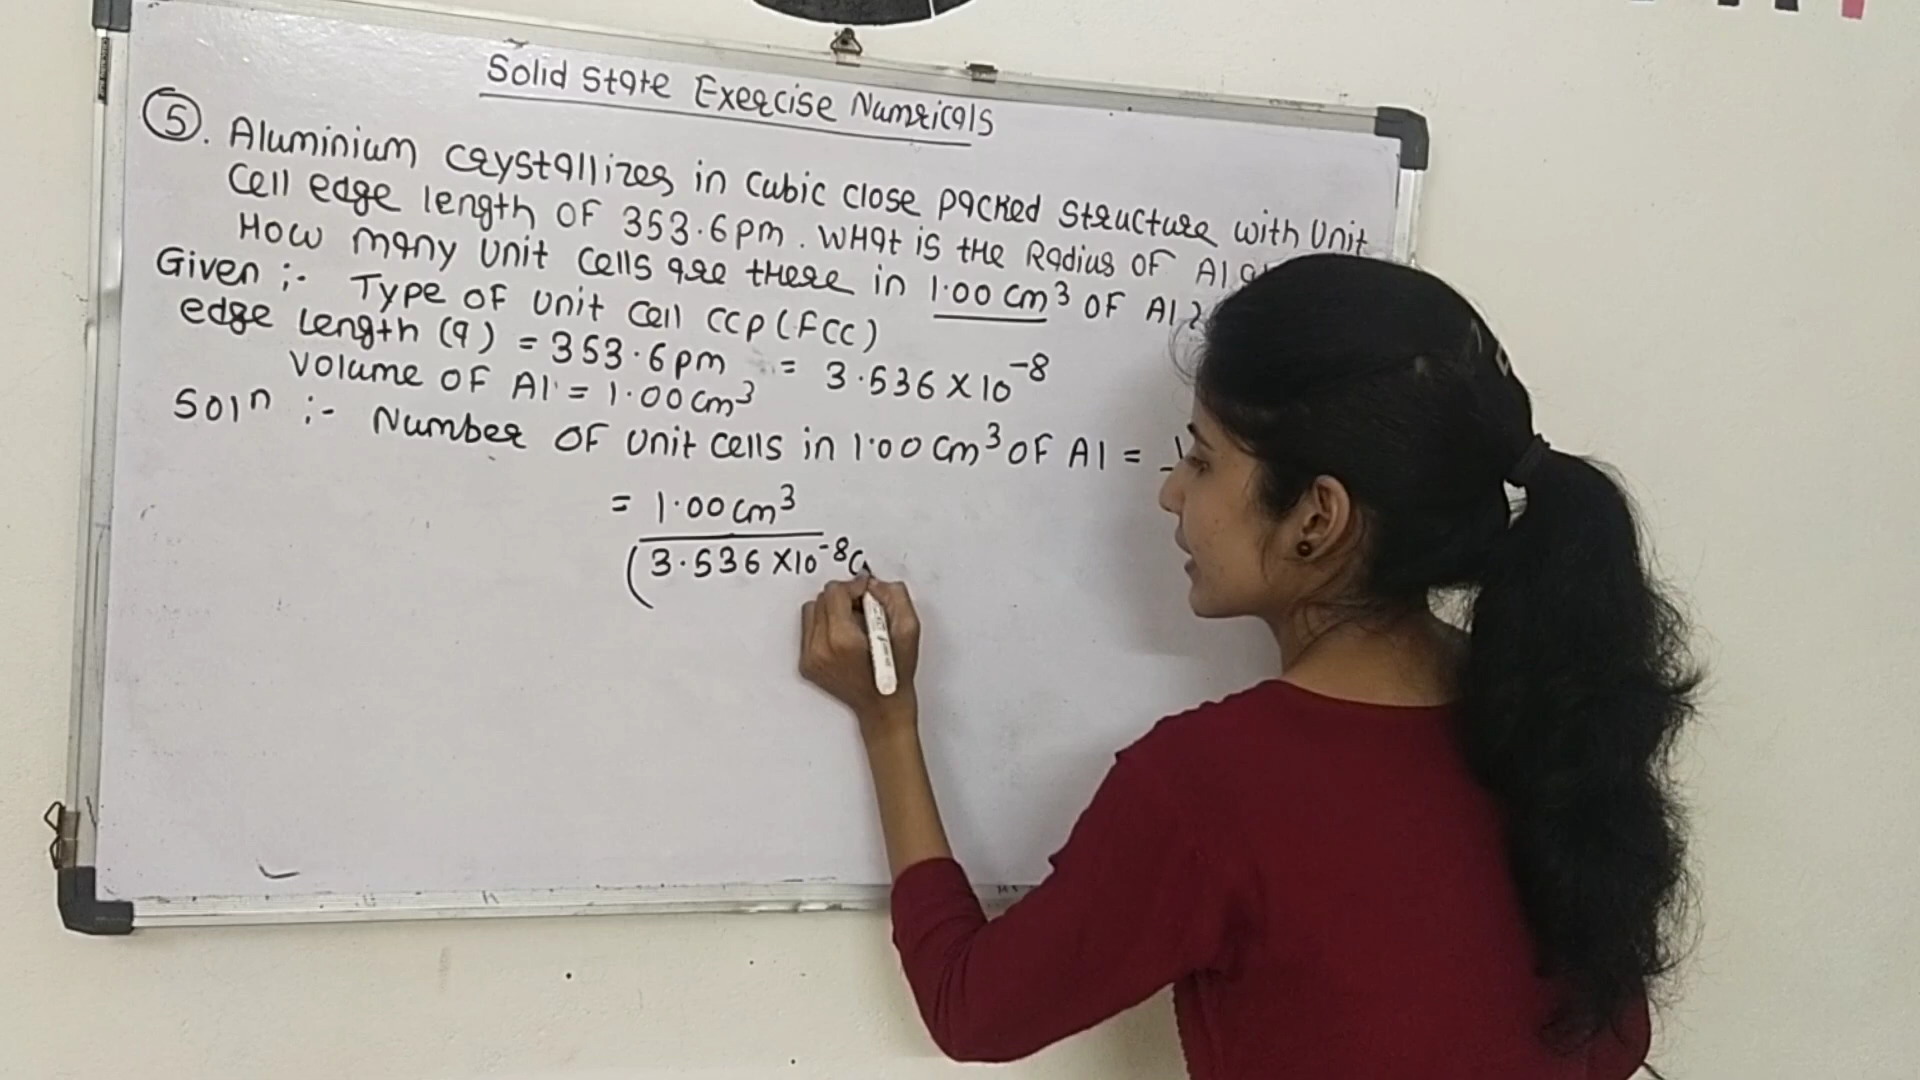 Solid State Exercise Numericals
5. Aluminium crystallizes in cubic close packed structure with Unit
Cell edge length OF 353.6pm. WHat is tHe Radius OF Al
How many Unit Cells are tHere in 1.00 cm³ OF Al?
Given :- Type OF Unit Cell CCP (FCC)
edge length (a) = 353.6pm = 3.536 X 10⁻⁸
Volume OF Al = 1.00 cm³
Solⁿ :- Number OF Unit cells in 1.00 cm³ OF Al =
= 1.00 cm³
(3.536 X10⁻⁸